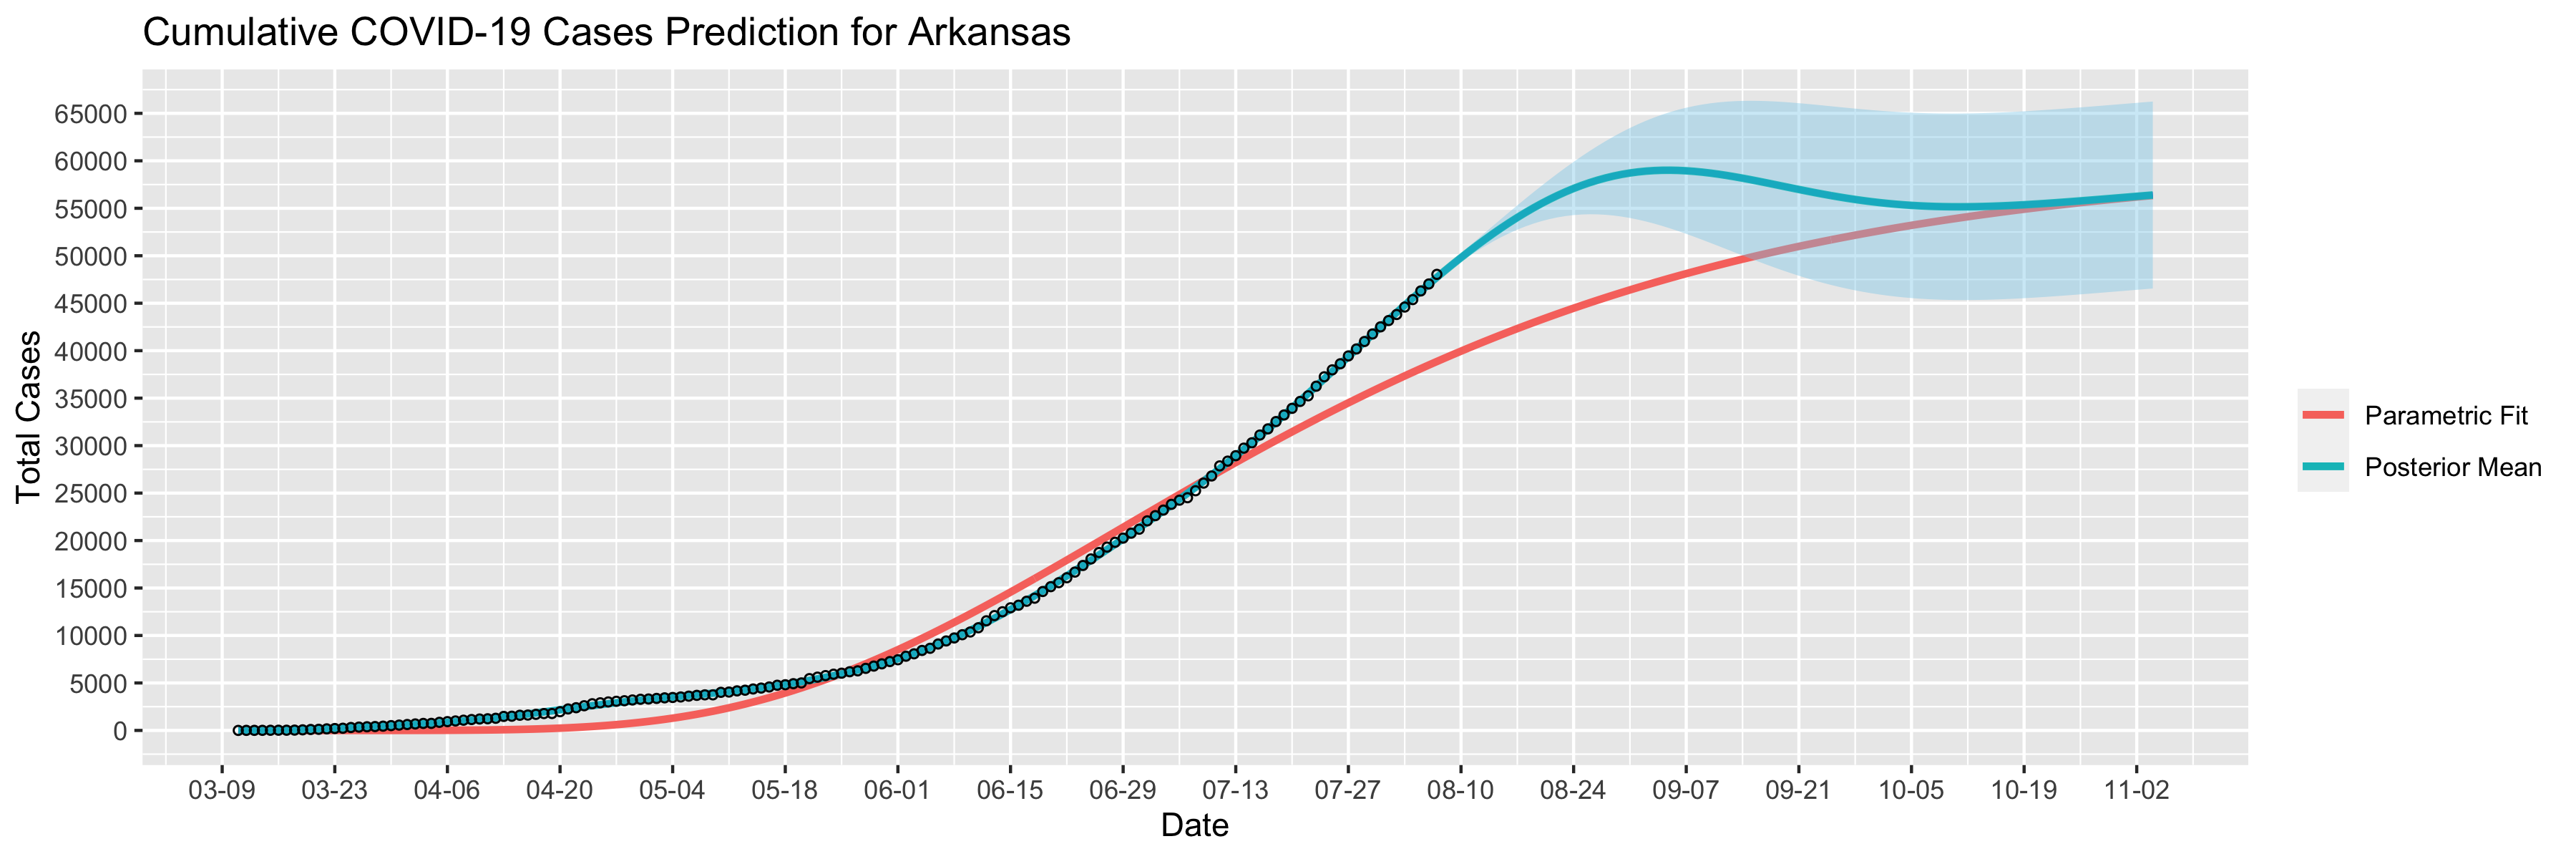 Cumulative COVID-19 Cases Prediction for Arkansas
65000
60000
55000
50000
45000
40000
35000
30000
25000
20000
15000
10000
5000
0
Total Cases
03-09 03-23 04-06 04-20 05-04 05-18 06-01 06-15 06-29 07-13 07-27 08-10 08-24 09-07 09-21 10-05 10-19 11-02
Date
Parametric Fit
Posterior Mean